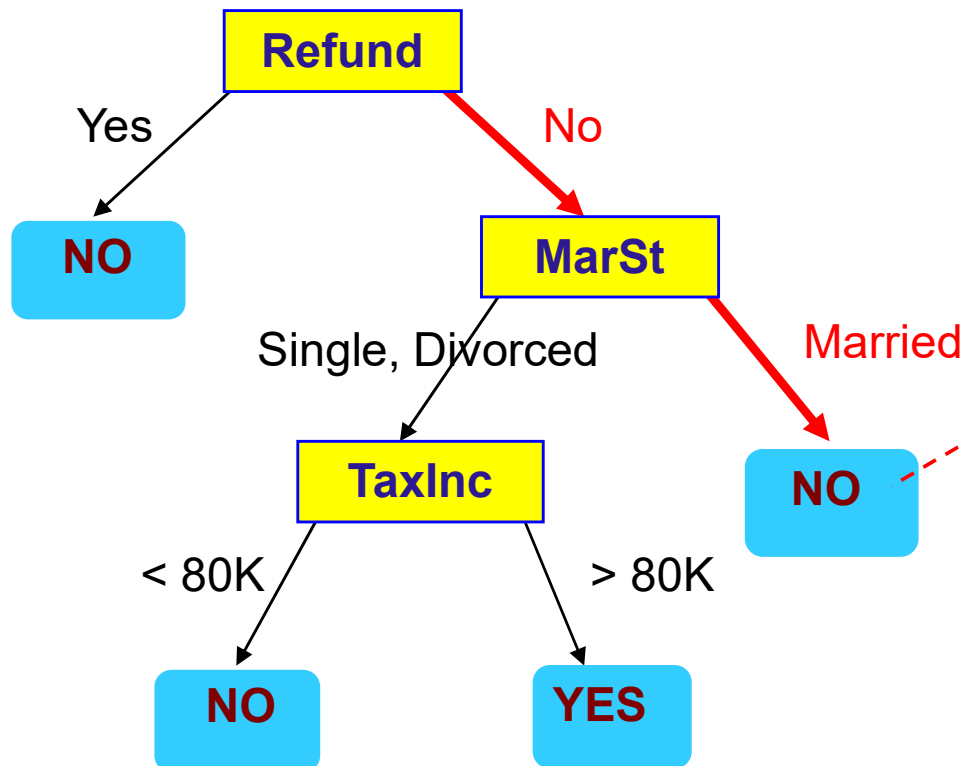 Refund
Yes
No
NO
MarSt
Single, Divorced
Married
TaxInc
NO
< 80K
> 80K
NO
YES